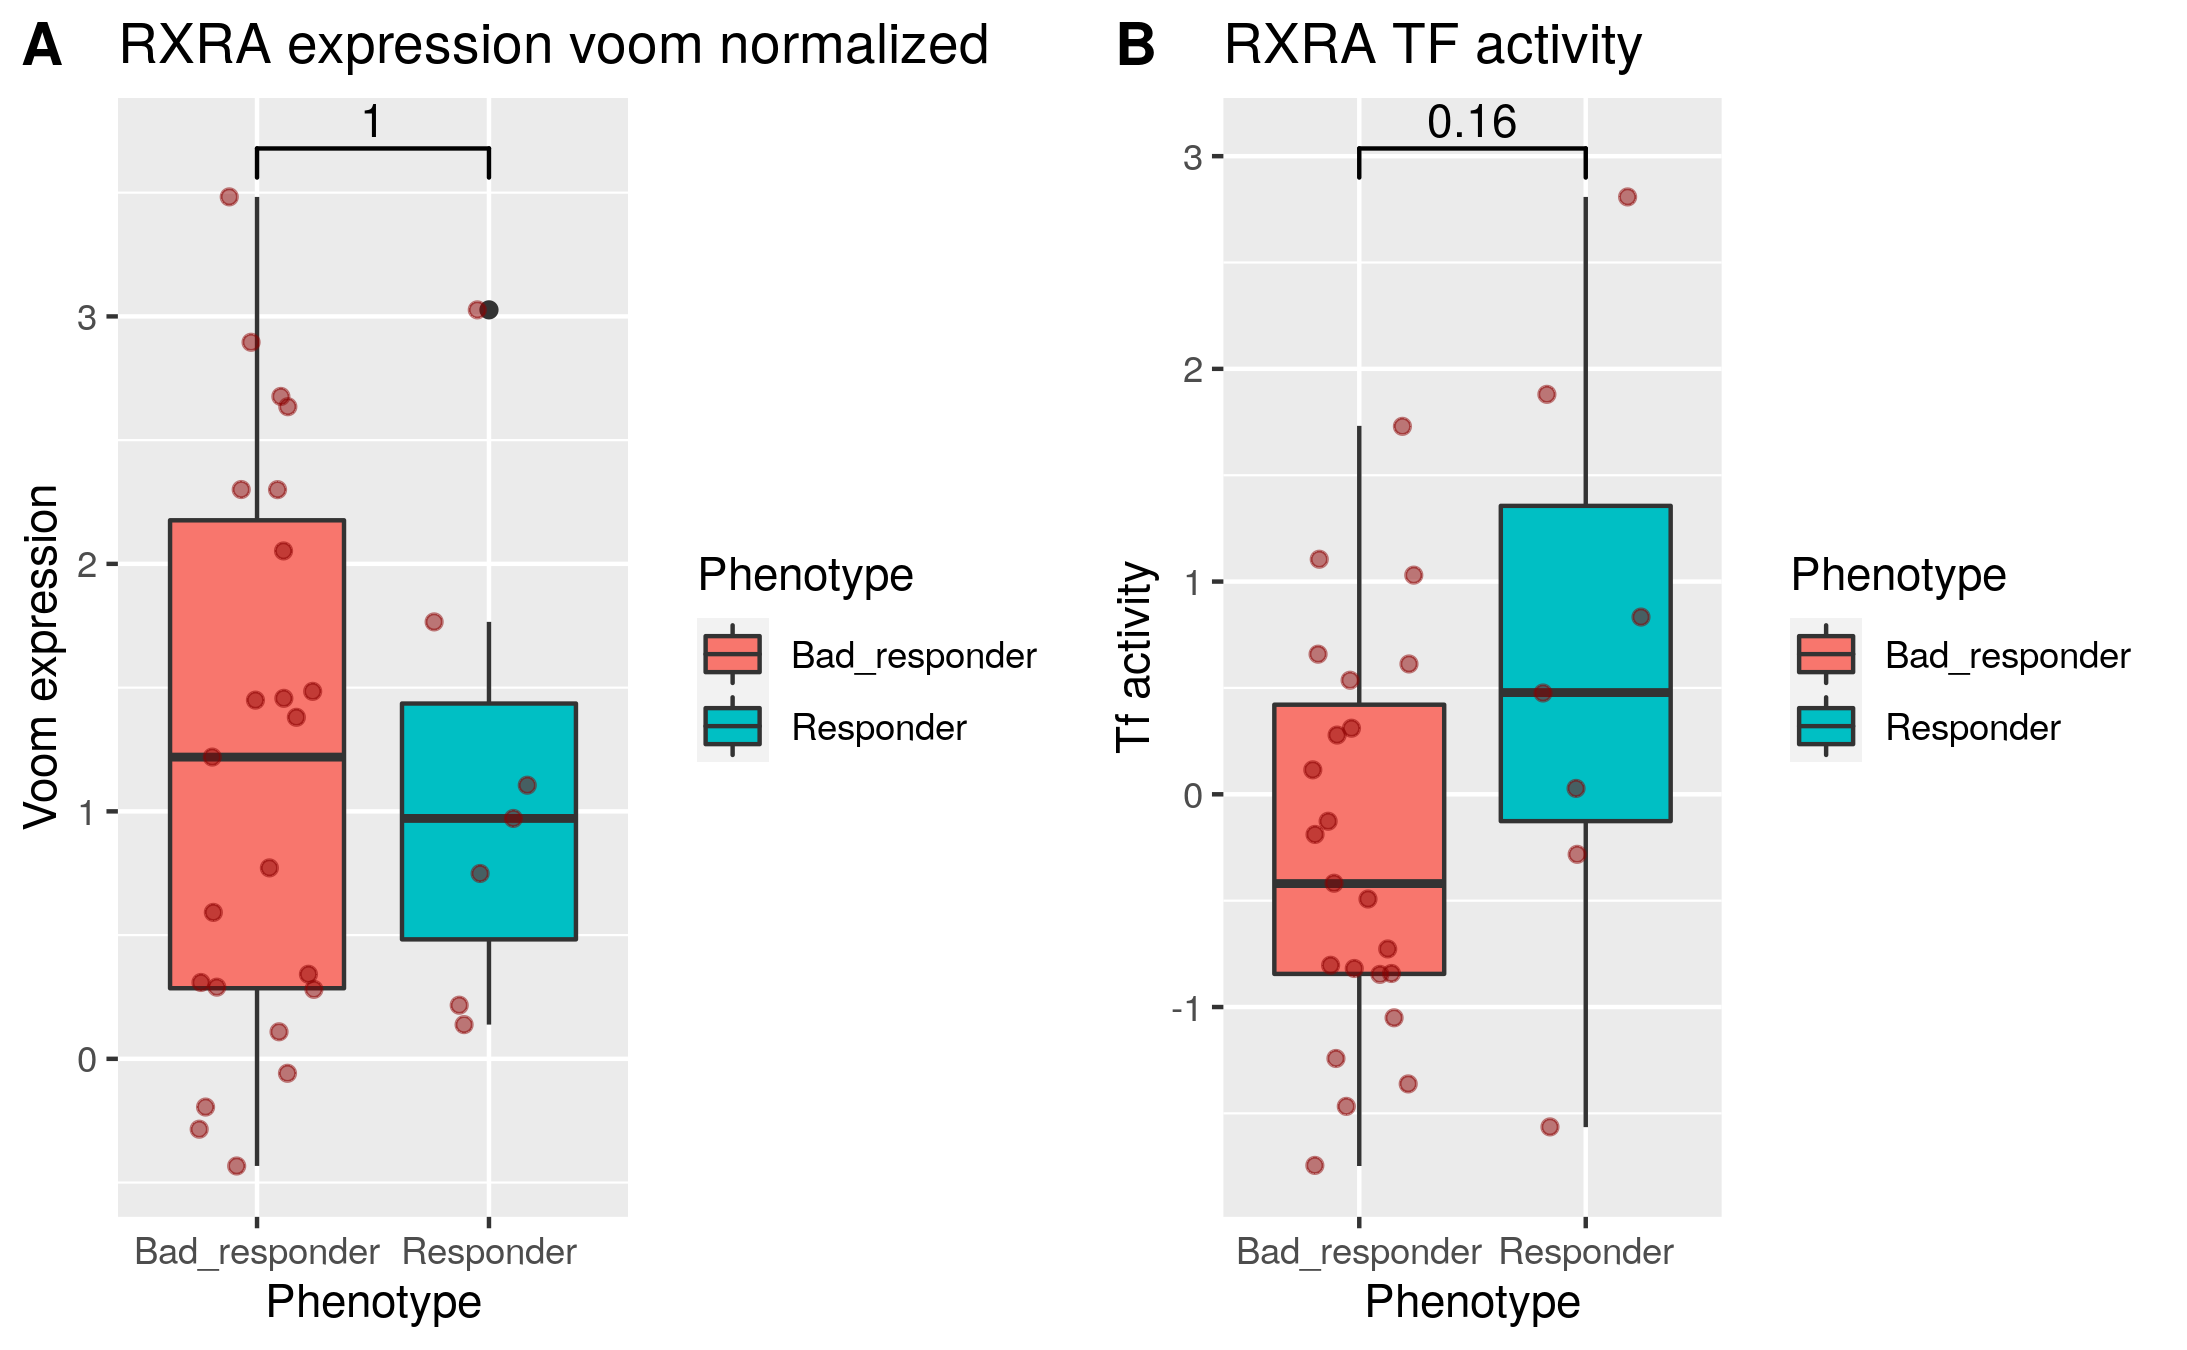 A RXRA expression voom normalized
1
3
2
1
0
Voom expression
Bad_responder Responder
Phenotype
Phenotype
Bad_responder
Responder
B RXRA TF activity
0.16
3
2
1
0
-1
Tf activity
Bad_responder Responder
Phenotype
Phenotype
Bad_responder
Responder